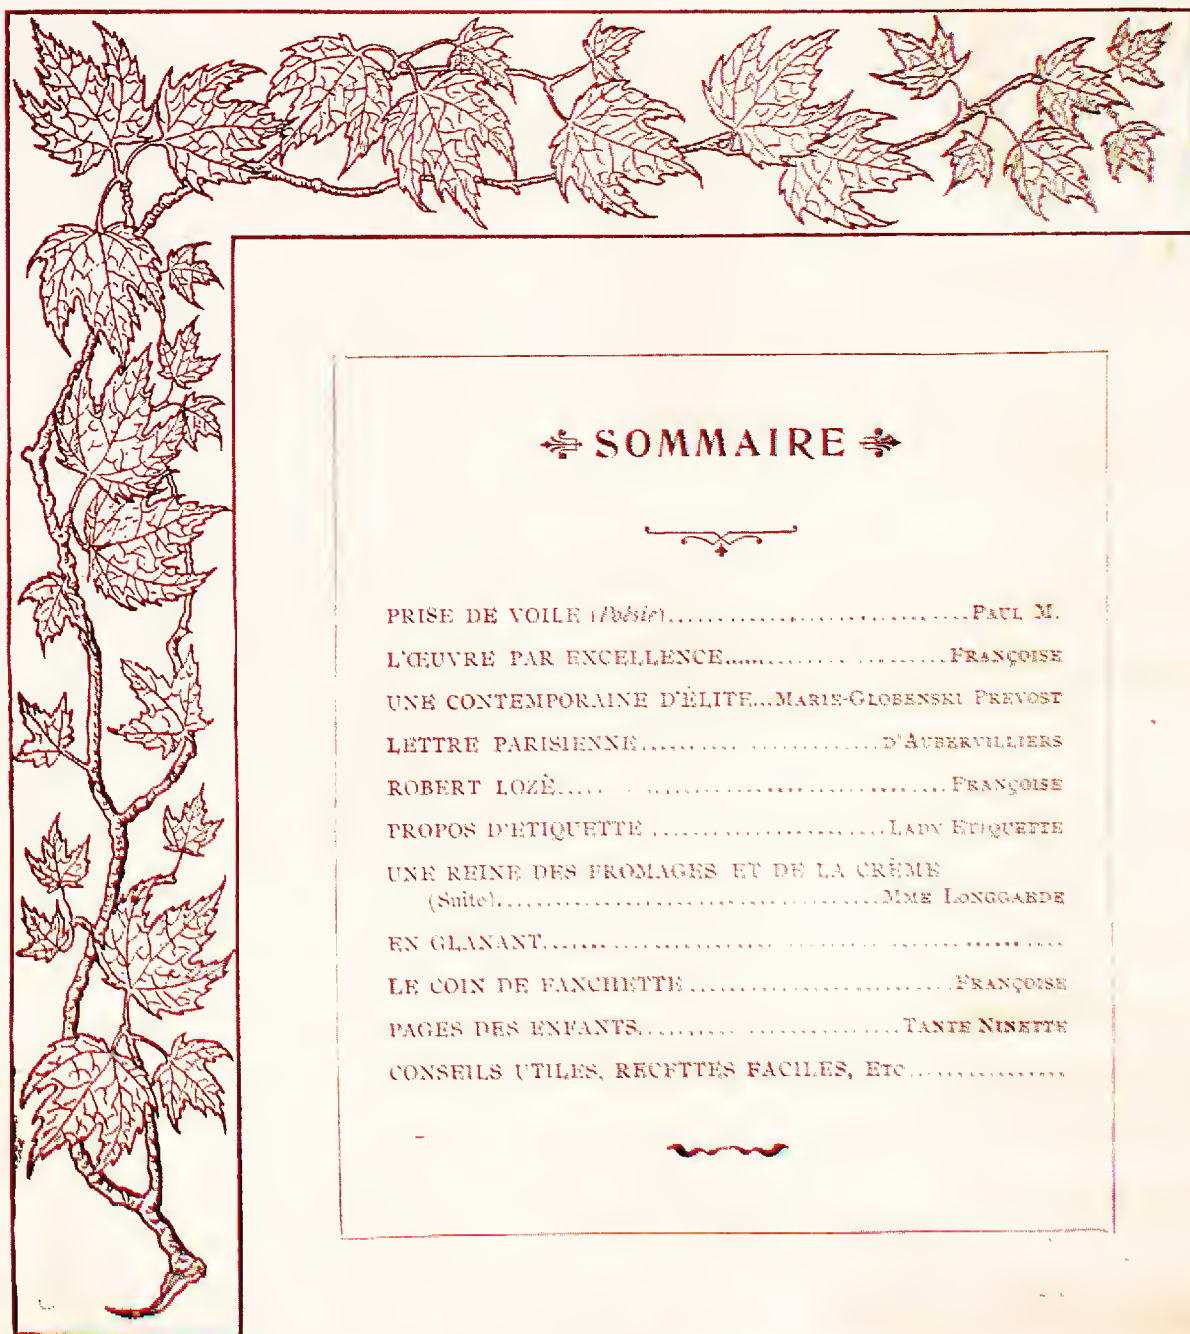 SOMMAIRE
PRISE DE VOILE (Poésie)..............................PAUL M.
L'ŒUVRE PAR EXCELLENCE......................FRANÇOISE
UNE CONTEMPORAINE D'ÉLITE...MARIE-GLOBENSKI PREVOST
LETTRE PARISIENNE........................D'AUBERVILLIERS
ROBERT LOZÉ........................................FRANÇOISE
PROPOS D'ETIQUETTE ........................LADY ETIQUETTE
UNE REINE DES FROMAGES ET DE LA CRÈME
(Suite)......................................MME LONGGARDE
EN GLANANT....................................................
LE COIN DE FANCHETTE..........................FRANÇOISE
PAGES DES ENFANTS..........................TANTE NINETTE
CONSEILS UTILES, RECETTES FACILES, ETC................